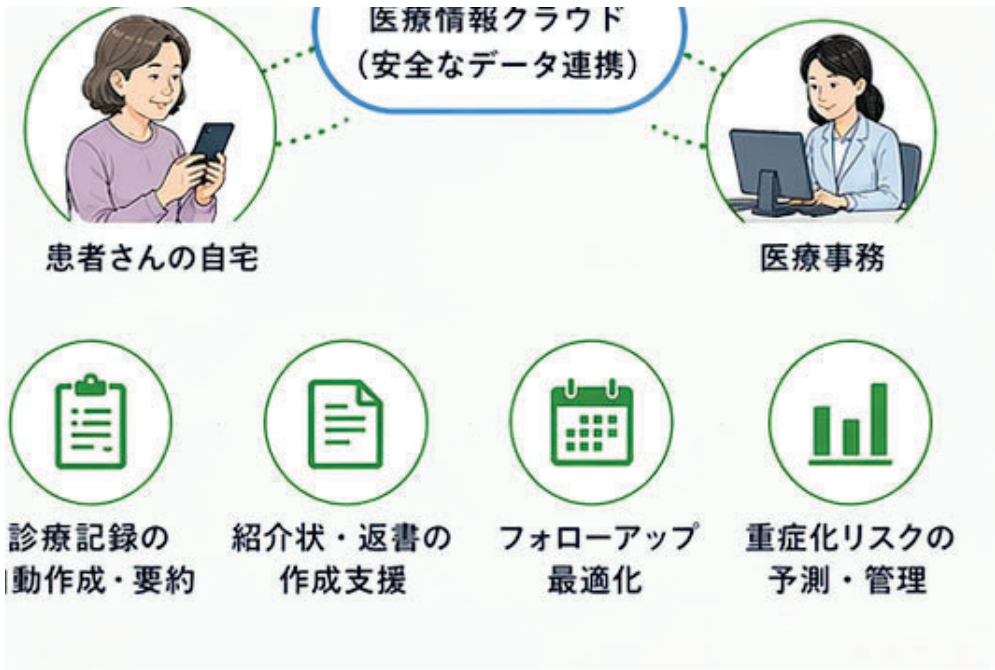 医療情報クラウド
（安全なデータ連携）
患者さんの自宅
医療事務
診療記録の
動作成・要約
紹介状・返書の
作成支援
フォローアップ
最適化
重症化リスクの
予測・管理